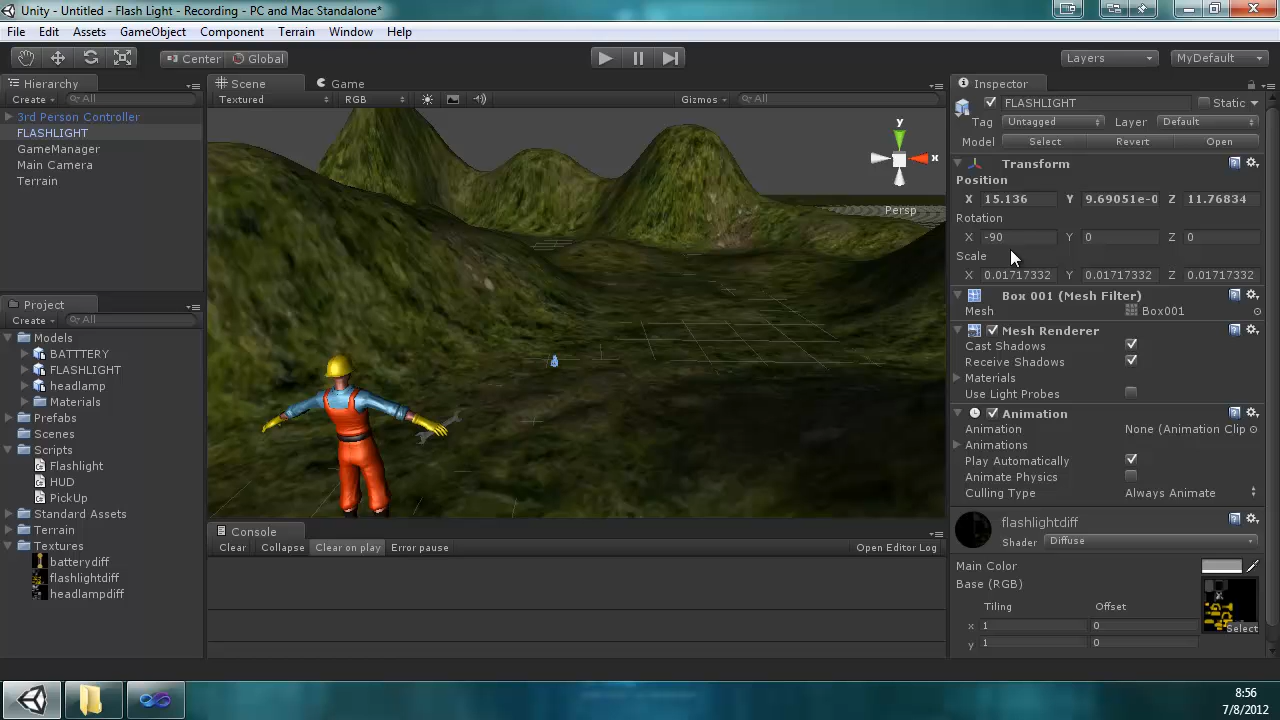 Unity - Untitled - Flash Light - Recording - PC and Mac Standalone*
File Edit Assets GameObject Component Terrain Window Help
Center Global Layers MyDefault
Hierarchy
Create All
3rd Person Controller
FLASHLIGHT
GameManager
Main Camera
Terrain
Project
Create All
Models
BATTTERY
FLASHLIGHT
headlamp
Materials
Prefabs
Scenes
Scripts
Flashlight
HUD
PickUp
Standard Assets
Terrain
Textures
batterydiff
flashlightdiff
headlampdiff
Scene Game
Textured RGB Gizmos All
y
x
Persp
Console
Clear Collapse Clear on play Error pause Open Editor Log
Inspector
FLASHLIGHT Static
Tag Untagged Layer Default
Model Select Revert Open
Transform
Position
X 15.136 Y 9.69051e-0 Z 11.76834
Rotation
X -90 Y 0 Z 0
Scale
X 0.01717332 Y 0.01717332 Z 0.01717332
Box 001 (Mesh Filter)
Mesh Box001
Mesh Renderer
Cast Shadows
Receive Shadows
Materials
Use Light Probes
Animation
Animation None (Animation Clip
Animations
Play Automatically
Animate Physics
Culling Type Always Animate
flashlightdiff
Shader Diffuse
Main Color
Base (RGB)
Tiling Offset
x 1 0
y 1 0
Select
8:56
7/8/2012